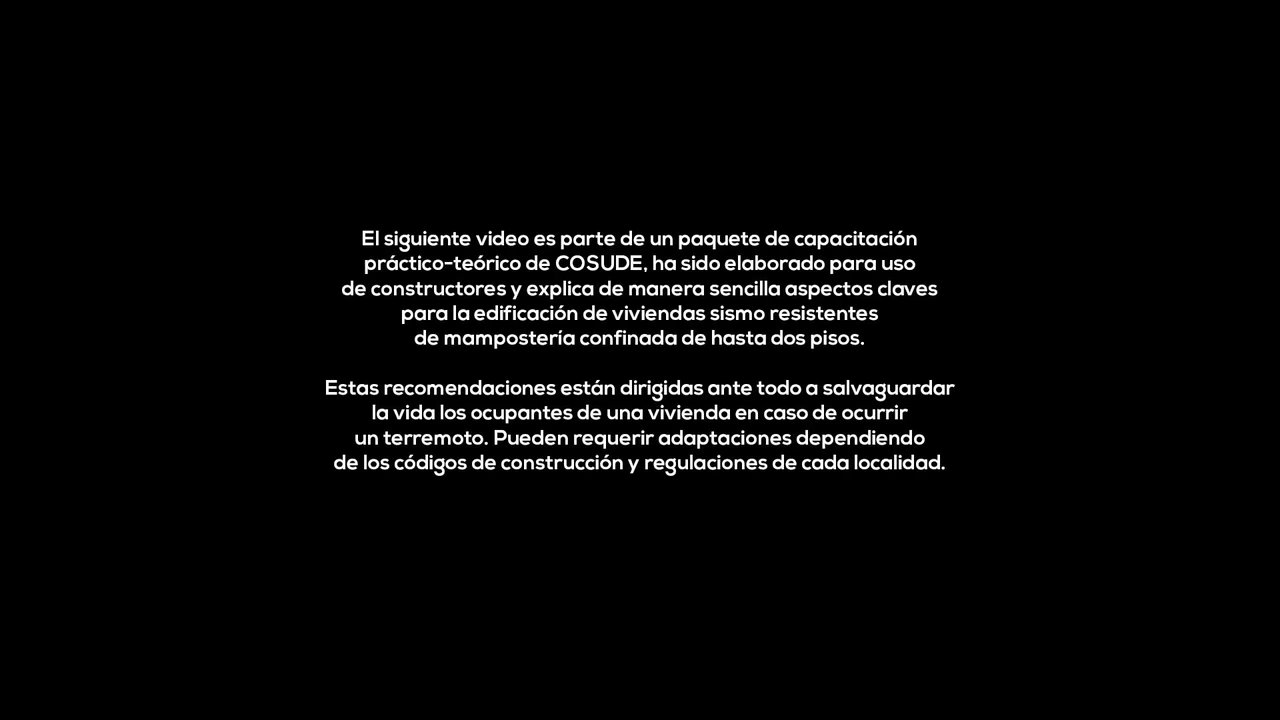 El siguiente video es parte de un paquete de capacitación
práctico-teórico de COSUDE, ha sido elaborado para uso
de constructores y explica de manera sencilla aspectos claves
para la edificación de viviendas sismo resistentes
de mampostería confinada de hasta dos pisos.
Estas recomendaciones están dirigidas ante todo a salvaguardar
la vida los ocupantes de una vivienda en caso de ocurrir
un terremoto. Pueden requerir adaptaciones dependiendo
de los códigos de construcción y regulaciones de cada localidad.